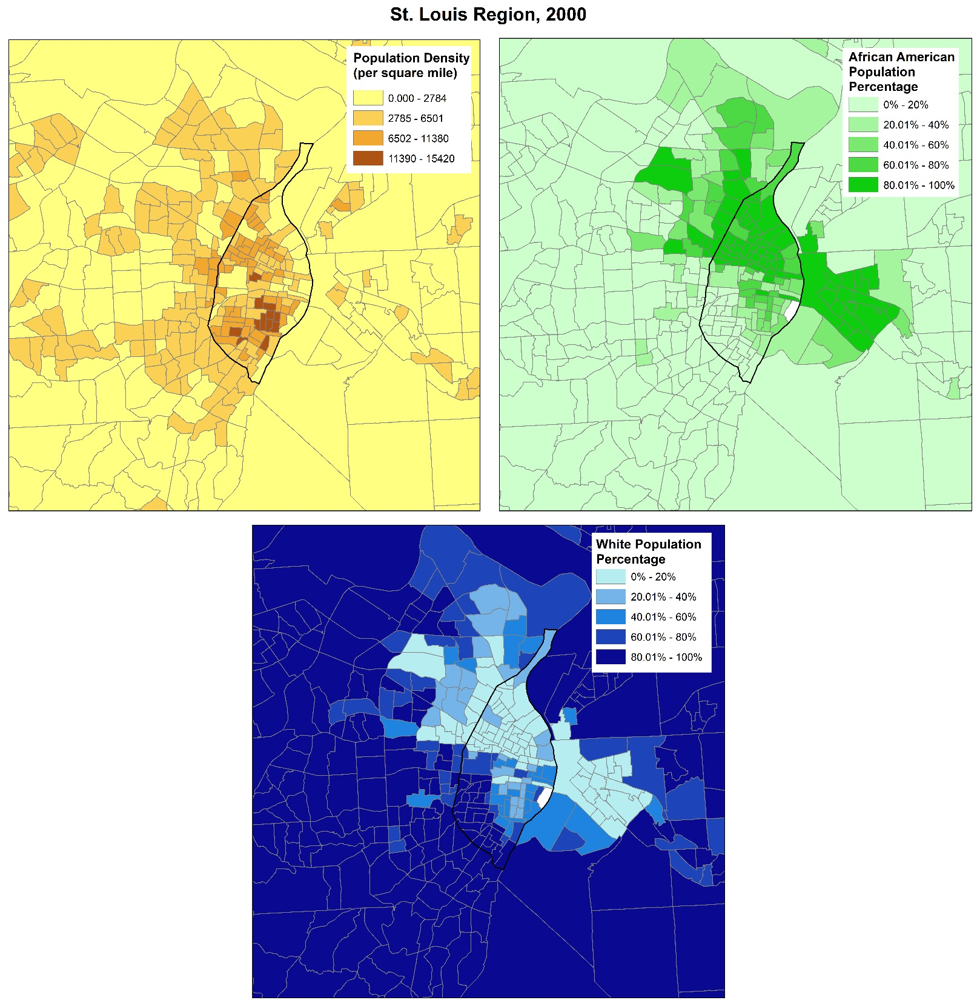 St. Louis Region, 2000
Population Density
(per square mile)
0.000 - 2784
2785 - 6501
6502 - 11380
11390 - 15420
African American
Population
Percentage
0% - 20%
20.01% - 40%
40.01% - 60%
60.01% - 80%
80.01% - 100%
White Population
Percentage
0% - 20%
20.01% - 40%
40.01% - 60%
60.01% - 80%
80.01% - 100%